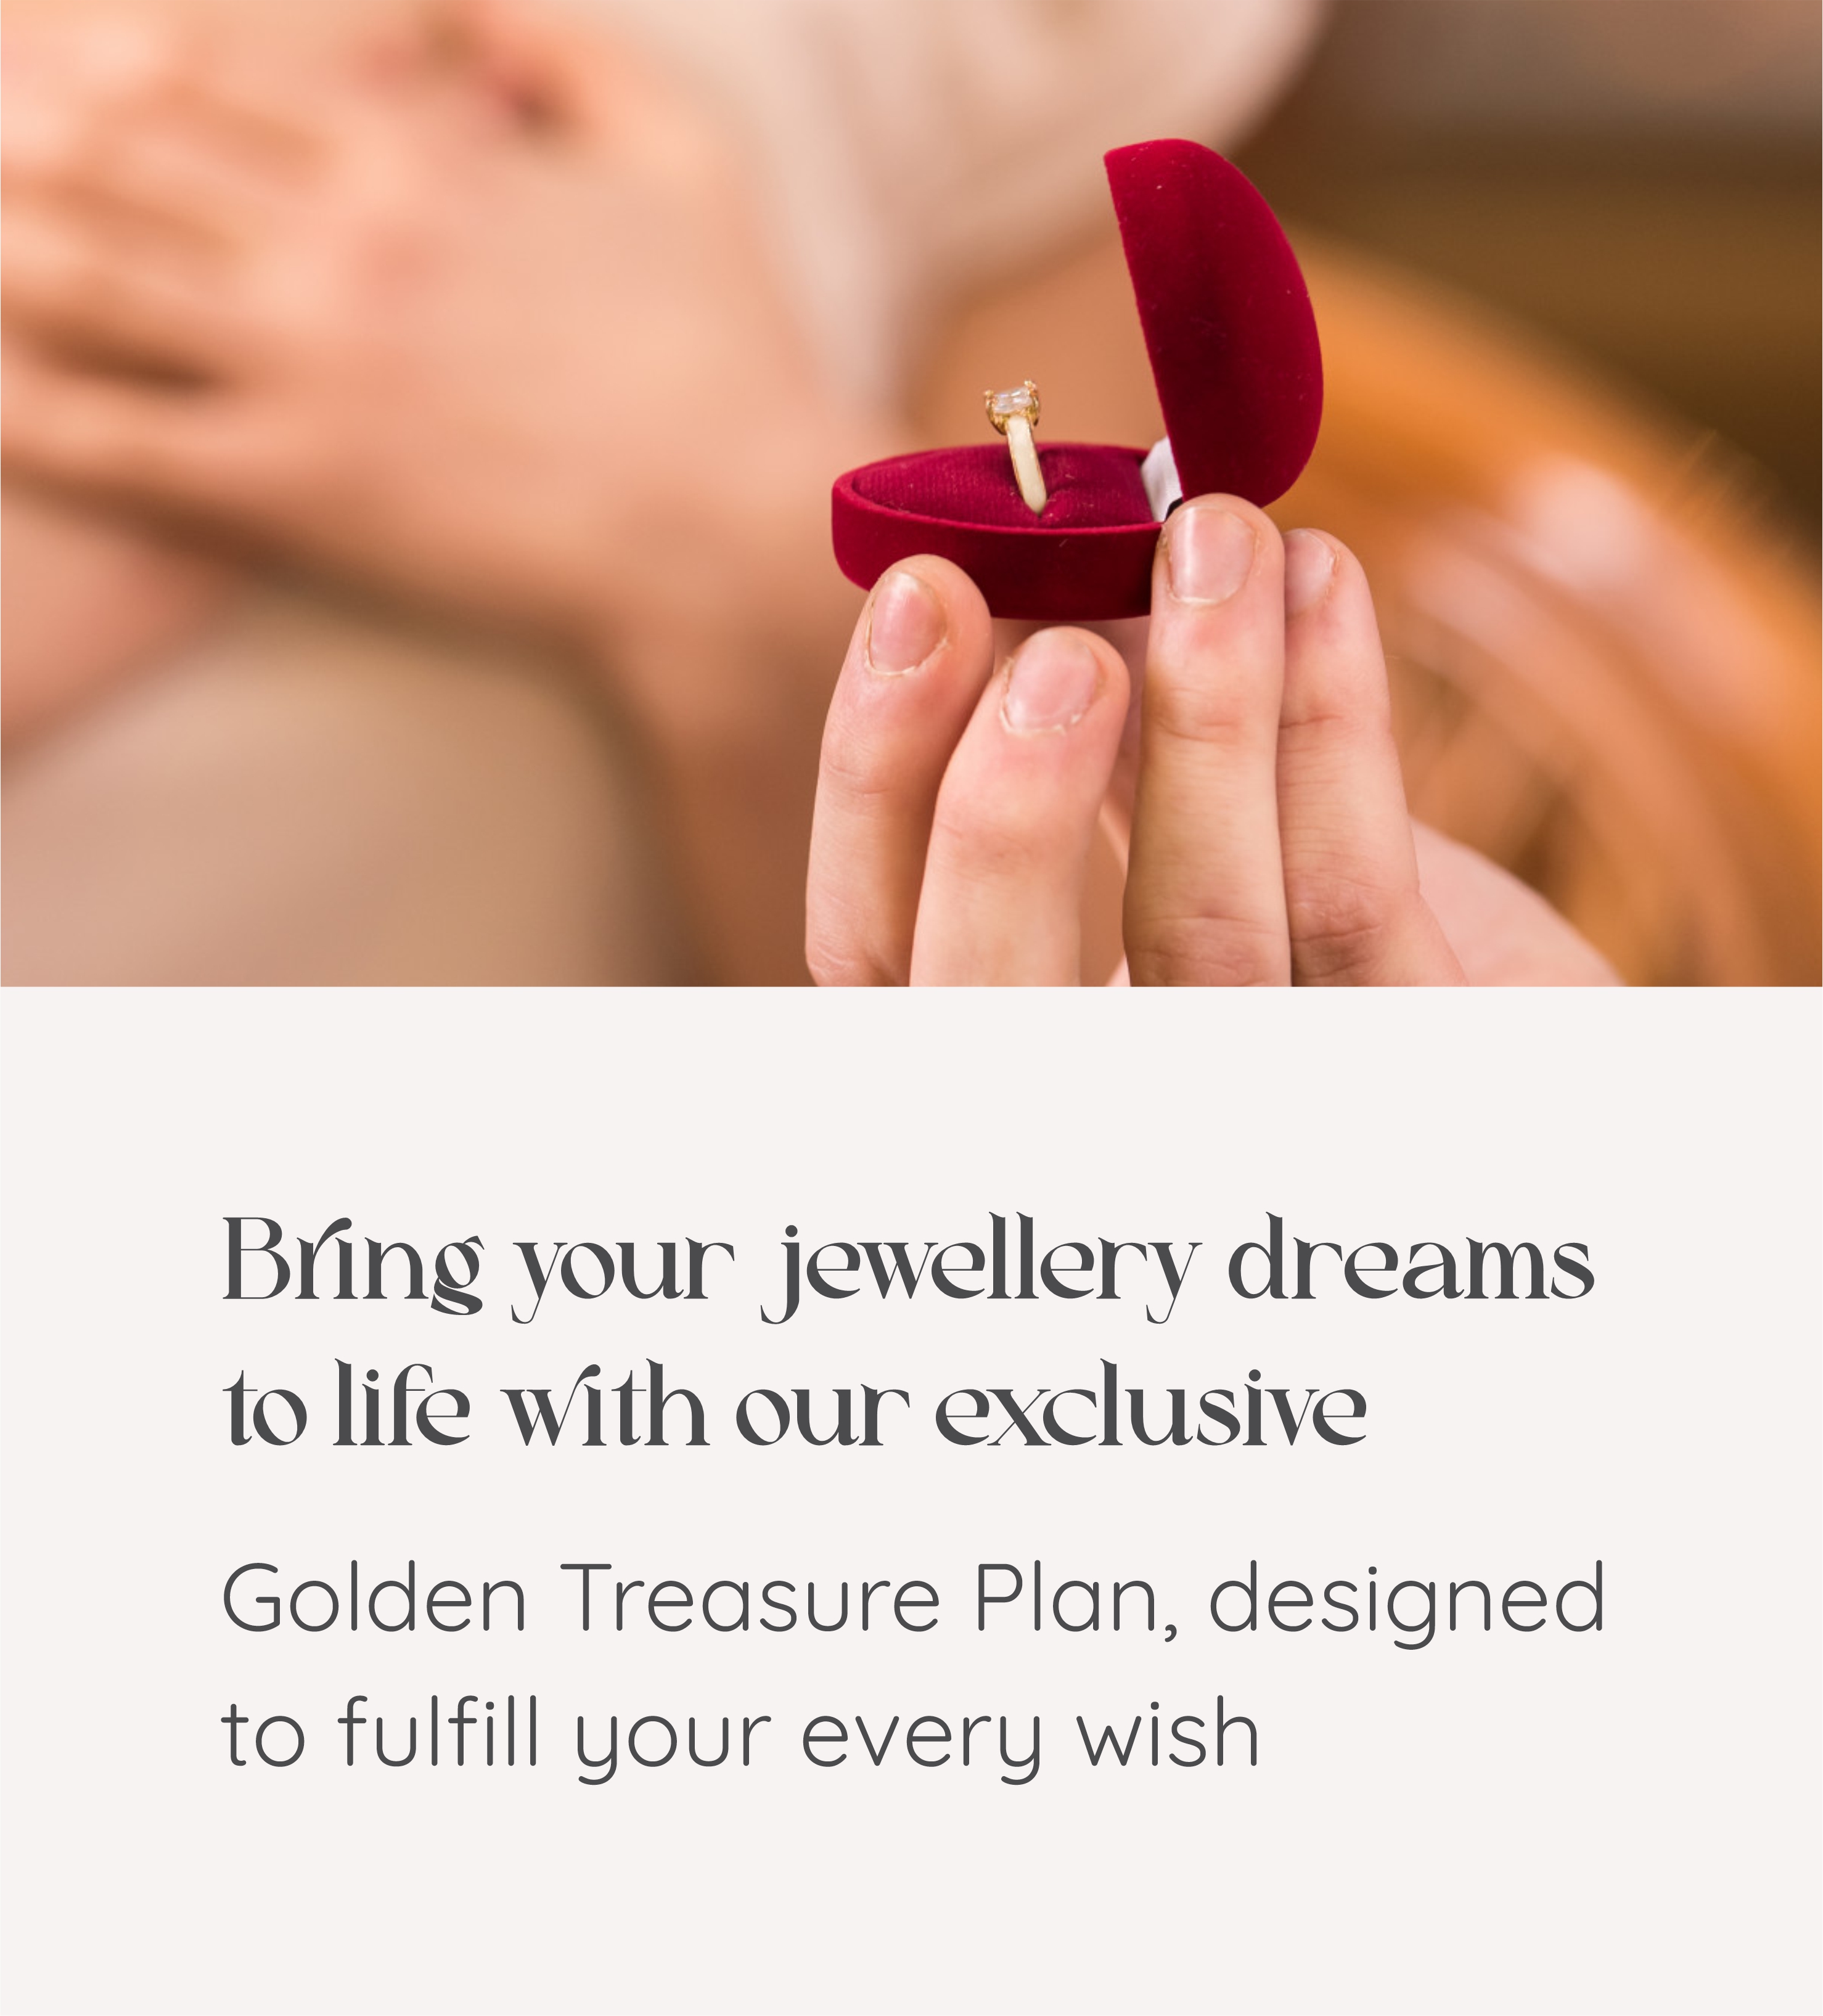 Bring your jewellery dreams
to life with our exclusive
Golden Treasure Plan, designed
to fulfill your every wish